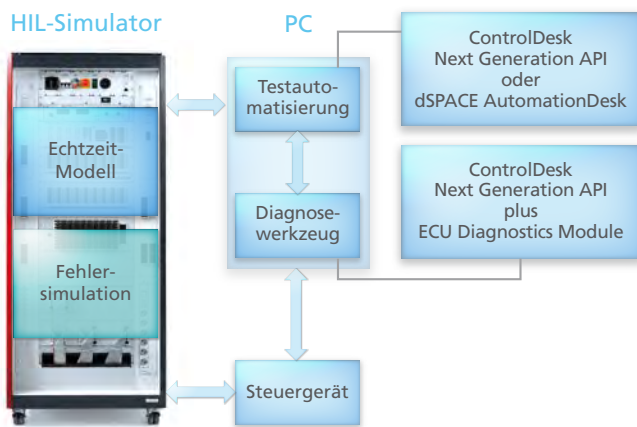 HIL-Simulator
PC
Echtzeit-
Modell
Fehler-
simulation
Testauto-
matisierung
Diagnose-
werkzeug
Steuergerät
ControlDesk
Next Generation API
oder
dSPACE AutomationDesk
ControlDesk
Next Generation API
plus
ECU Diagnostics Module